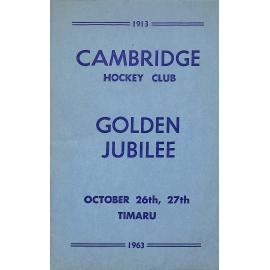 1913
CAMBRIDGE
HOCKEY CLUB
GOLDEN
JUBILEE
OCTOBER 26th, 27th
TIMARU
1963